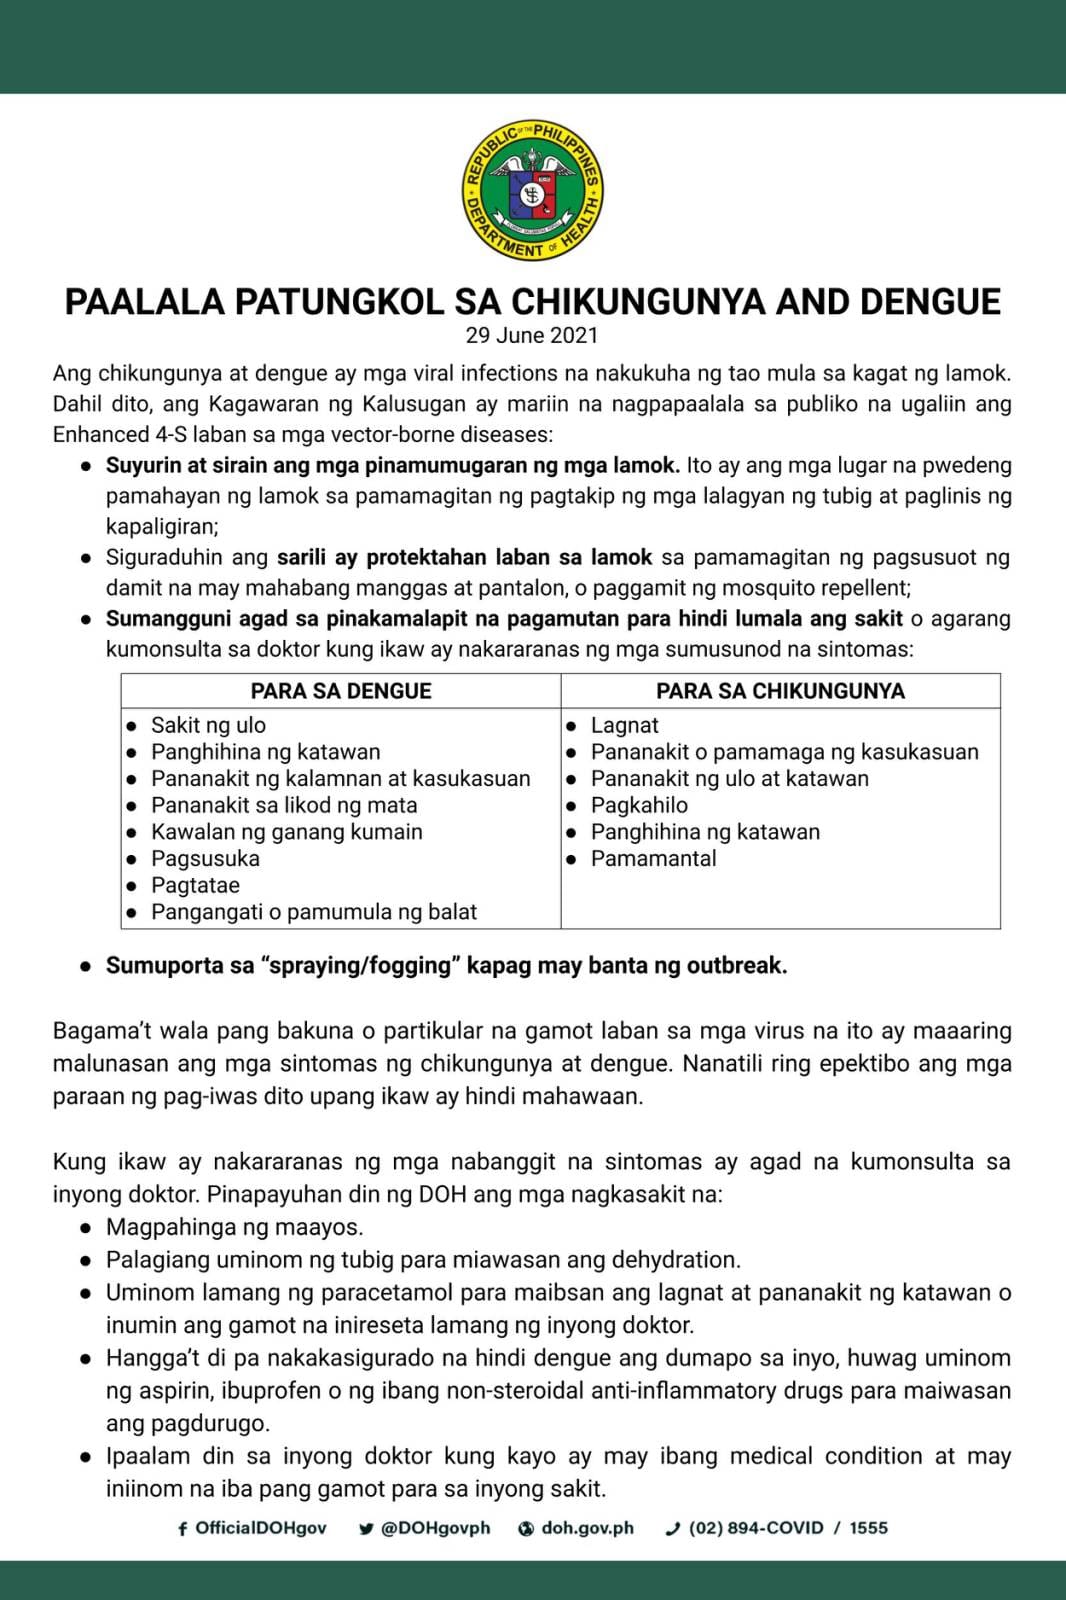 REPUBLIC OF THE PHILIPPINES
DEPARTMENT OF HEALTH
PAALALA PATUNGKOL SA CHIKUNGUNYA AND DENGUE
29 June 2021
Ang chikungunya at dengue ay mga viral infections na nakukuha ng tao mula sa kagat ng lamok.
Dahil dito, ang Kagawaran ng Kalusugan ay mariin na nagpapaalala sa publiko na ugaliin ang
Enhanced 4-S laban sa mga vector-borne diseases:
● Suyurin at sirain ang mga pinamumugaran ng mga lamok. Ito ay ang mga lugar na pwedeng
pamahayan ng lamok sa pamamagitan ng pagtakip ng mga lalagyan ng tubig at paglinis ng
kapaligiran;
● Siguraduhin ang sarili ay protektahan laban sa lamok sa pamamagitan ng pagsusuot ng
damit na may mahabang manggas at pantalon, o paggamit ng mosquito repellent;
● Sumangguni agad sa pinakamalapit na pagamutan para hindi lumala ang sakit o agarang
kumonsulta sa doktor kung ikaw ay nakararanas ng mga sumusunod na sintomas:
PARA SA DENGUE
● Sakit ng ulo
● Panghihina ng katawan
● Pananakit ng kalamnan at kasukasuan
● Pananakit sa likod ng mata
● Kawalan ng ganang kumain
● Pagsusuka
● Pagtatae
● Pangangati o pamumula ng balat
PARA SA CHIKUNGUNYA
● Lagnat
● Pananakit o pamamaga ng kasukasuan
● Pananakit ng ulo at katawan
● Pagkahilo
● Panghihina ng katawan
● Pamamantal
● Sumuporta sa “spraying/fogging” kapag may banta ng outbreak.
Bagama’t wala pang bakuna o partikular na gamot laban sa mga virus na ito ay maaaring
malunasan ang mga sintomas ng chikungunya at dengue. Nanatili ring epektibo ang mga
paraan ng pag-iwas dito upang ikaw ay hindi mahawaan.
Kung ikaw ay nakararanas ng mga nabanggit na sintomas ay agad na kumonsulta sa
inyong doktor. Pinapayuhan din ng DOH ang mga nagkasakit na:
● Magpahinga ng maayos.
● Palagiang uminom ng tubig para miawasan ang dehydration.
● Uminom lamang ng paracetamol para maibsan ang lagnat at pananakit ng katawan o
inumin ang gamot na inireseta lamang ng inyong doktor.
● Hangga’t di pa nakakasigurado na hindi dengue ang dumapo sa inyo, huwag uminom
ng aspirin, ibuprofen o ng ibang non-steroidal anti-inflammatory drugs para maiwasan
ang pagdurugo.
● Ipaalam din sa inyong doktor kung kayo ay may ibang medical condition at may
iniinom na iba pang gamot para sa inyong sakit.
OfficialDOHgov @DOHgovph doh.gov.ph (02) 894-COVID / 1555